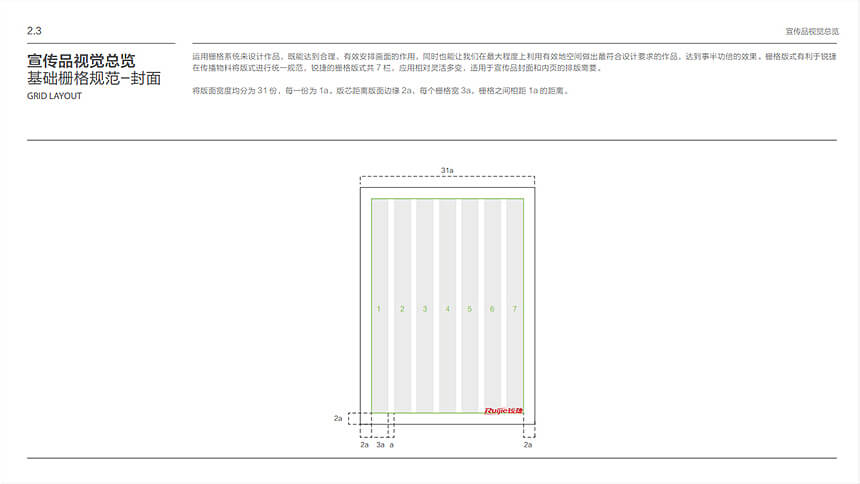 2.3
宣传品视觉总览
宣传品视觉总览
基础栅格规范–封面
GRID LAYOUT
运用栅格系统来设计作品，既能达到合理、有效安排画面的作用，同时也能让我们在最大程度上利用有效地空间做出最符合设计要求的作品，达到事半功倍的效果。栅格版式有利于锐捷
在传播物料将版式进行统一规范，锐捷的栅格版式共 7 栏，应用相对灵活多变，适用于宣传品封面和内页的排版需要。
将版面宽度均分为 31 份，每一份为 1a。版芯距离版面边缘 2a，每个栅格宽 3a，栅格之间相距 1a 的距离。
31a
1 2 3 4 5 6 7
Ruijie锐捷
2a
2a 3a a 2a